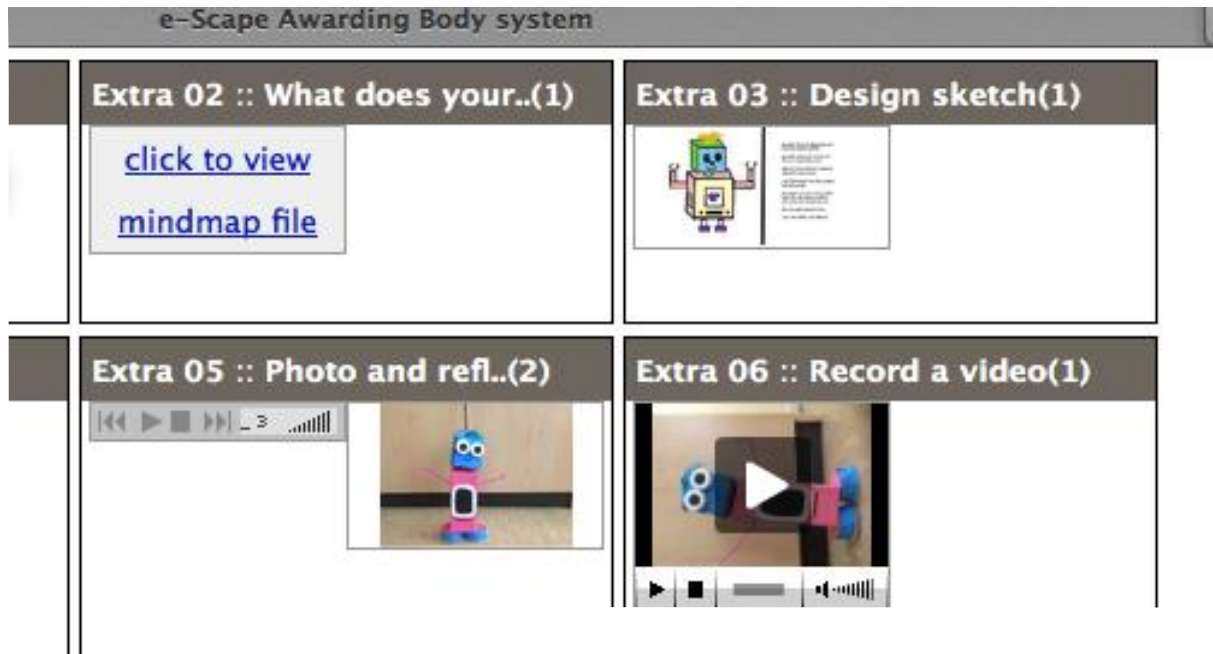 e-Scape Awarding Body system
Extra 02 :: What does your..(1)
Extra 03 :: Design sketch(1)
click to view
mindmap file
Extra 05 :: Photo and refl..(2)
Extra 06 :: Record a video(1)
3